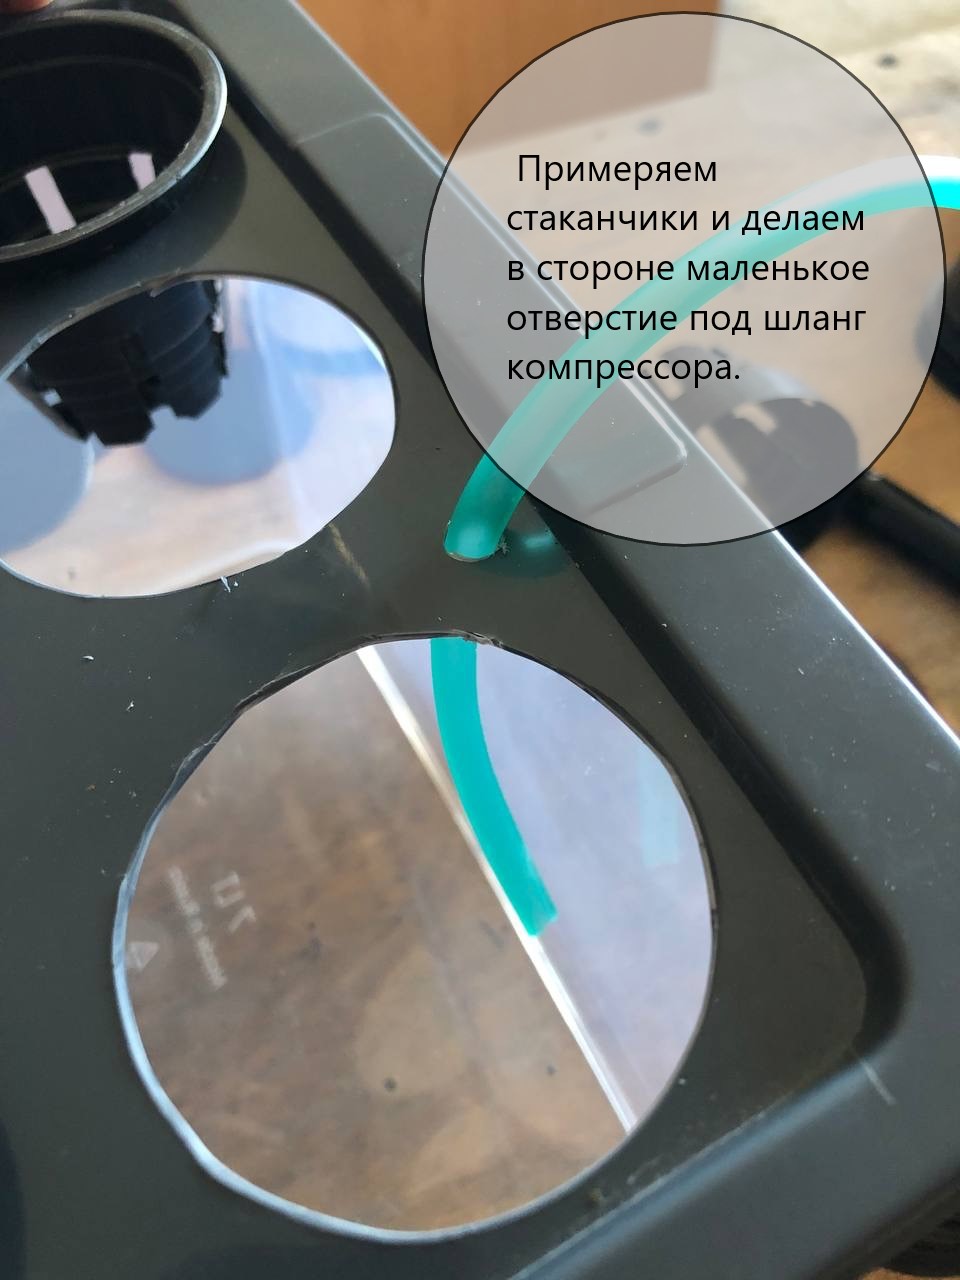 Примеряем
стаканчики и делаем
в стороне маленькое
отверстие под шланг
компрессора.